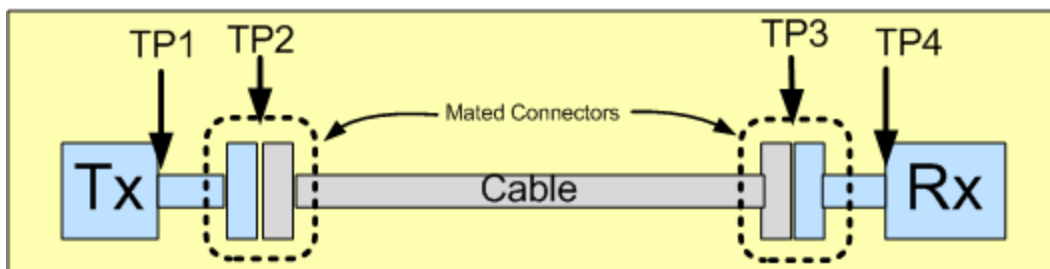 TP1
TP2
TP3
TP4
Mated Connectors
Tx
Cable
Rx